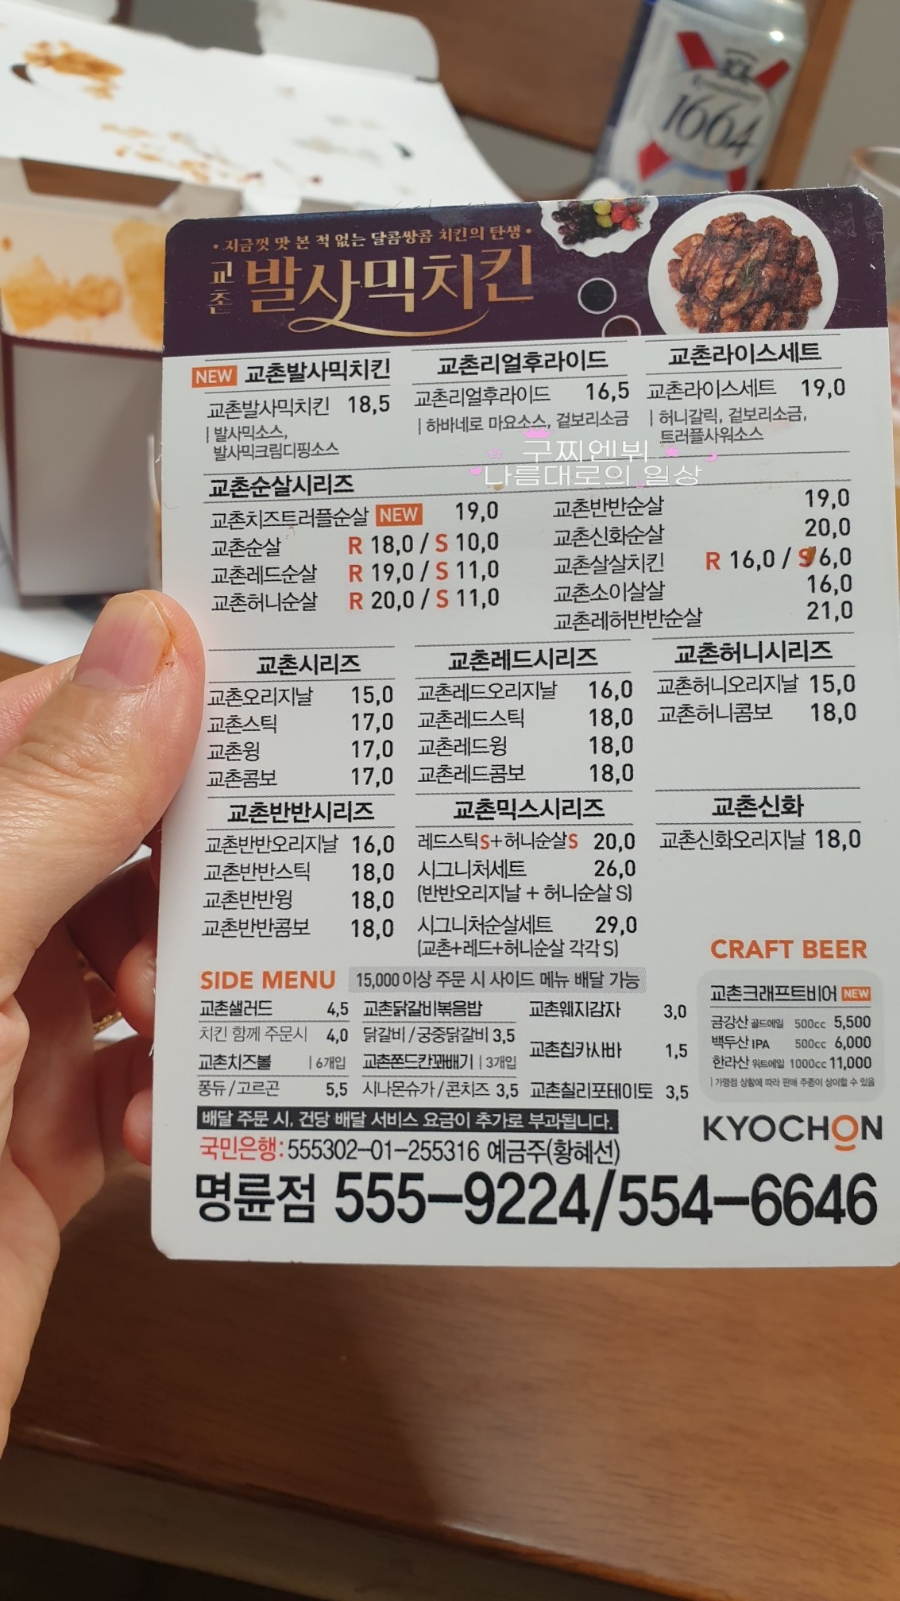 1664
• 지금껏 맛 본 적 없는 달콤쌍콤 치킨의 탄생 •
교촌 발사믹치킨
NEW 교촌발사믹치킨
교촌발사믹치킨 18,5
| 발사믹소스,
발사믹크림디핑소스
교촌리얼후라이드
교촌리얼후라이드 16,5
| 하바네로 마요소스, 겉보리소금
교촌라이스세트
교촌라이스세트 19,0
| 허니갈릭, 겉보리소금,
트러플사워소스
구찌엔뷔
나름대로의 일상
교촌순살시리즈
교촌치즈트러플순살 NEW 19,0
교촌순살 R 18,0 / S 10,0
교촌레드순살 R 19,0 / S 11,0
교촌허니순살 R 20,0 / S 11,0
교촌반반순살 19,0
교촌신화순살 20,0
교촌살살치킨 R 16,0 / S 6,0
교촌소이살살 16,0
교촌레허반반순살 21,0
교촌시리즈
교촌오리지날 15,0
교촌스틱 17,0
교촌윙 17,0
교촌콤보 17,0
교촌레드시리즈
교촌레드오리지날 16,0
교촌레드스틱 18,0
교촌레드윙 18,0
교촌레드콤보 18,0
교촌허니시리즈
교촌허니오리지날 15,0
교촌허니콤보 18,0
교촌반반시리즈
교촌반반오리지날 16,0
교촌반반스틱 18,0
교촌반반윙 18,0
교촌반반콤보 18,0
교촌믹스시리즈
레드스틱S+허니순살S 20,0
시그니처세트 26,0
(반반오리지날 + 허니순살 S)
시그니처순살세트 29,0
(교촌+레드+허니순살 각각 S)
교촌신화
교촌신화오리지날 18,0
SIDE MENU 15,000 이상 주문 시 사이드 메뉴 배달 가능
교촌샐러드 4,5
치킨 함께 주문시 4,0
교촌치즈볼 | 6개입
퐁듀 / 고르곤 5,5
교촌닭갈비볶음밥
닭갈비 / 궁중닭갈비 3,5
교촌쫀드칸꽈배기 | 3개입
시나몬슈가 / 콘치즈 3,5
교촌웨지감자 3,0
교촌칩카사바 1,5
교촌칠리포테이토 3,5
CRAFT BEER
교촌크래프트비어 NEW
금강산 골드에일 500cc 5,500
백두산 IPA 500cc 6,000
한라산 위트에일 1000cc 11,000
| 가맹점 상황에 따라 판매 주종이 상이할 수 있음
배달 주문 시, 건당 배달 서비스 요금이 추가로 부과됩니다.
국민은행: 555302-01-255316 예금주(황혜선)
KYOCHON
명륜점 555-9224/554-6646